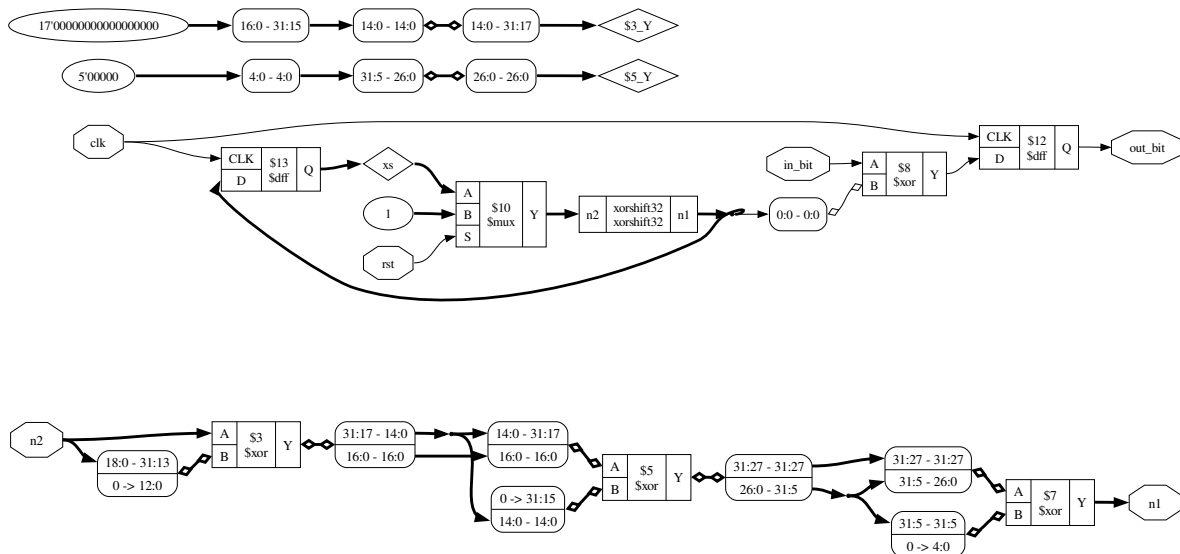 17'00000000000000000
16:0 - 31:15
14:0 - 14:0
14:0 - 31:17
$3_Y
5'00000
4:0 - 4:0
31:5 - 26:0
26:0 - 26:0
$5_Y
clk
CLK
D
$13
$dff
Q
xs
1
rst
A
B
S
$10
$mux
Y
n2
xorshift32
xorshift32
n1
in_bit
0:0 - 0:0
A
B
$8
$xor
Y
CLK
D
$12
$dff
Q
out_bit
n2
18:0 - 31:13
0 -> 12:0
A
B
$3
$xor
Y
31:17 - 14:0
16:0 - 16:0
14:0 - 31:17
16:0 - 16:0
0 -> 31:15
14:0 - 14:0
A
B
$5
$xor
Y
31:27 - 31:27
26:0 - 31:5
31:27 - 31:27
31:5 - 26:0
31:5 - 31:5
0 -> 4:0
A
B
$7
$xor
Y
n1